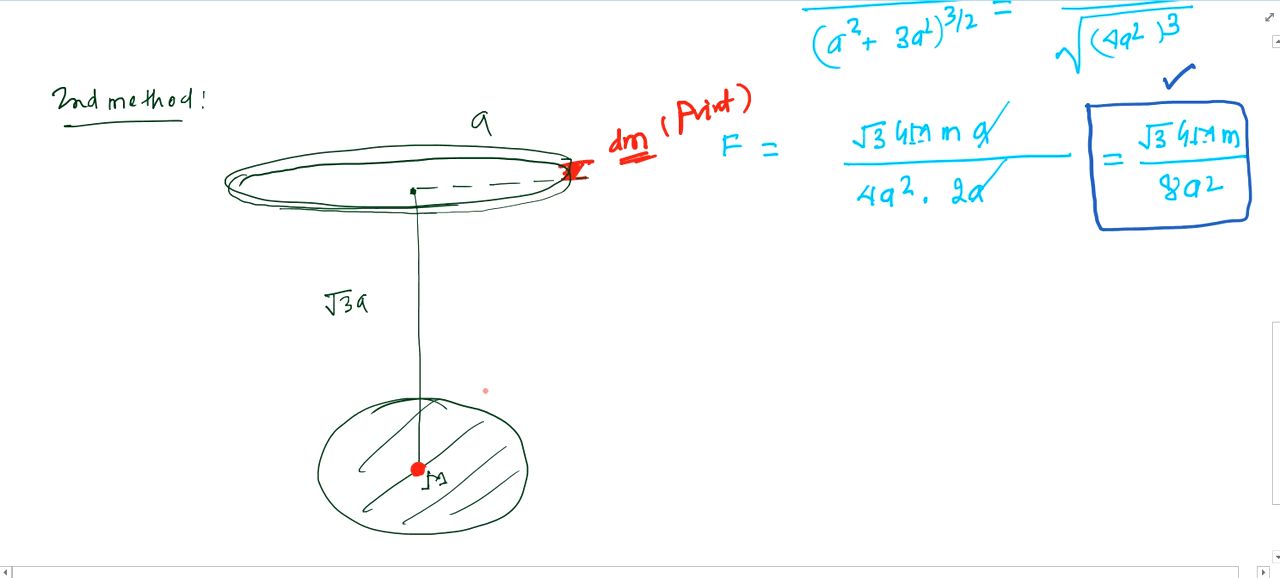 (a² + 3a²)^3/2 = √(4a²)³
2nd method :
a
dm (Point)
F = √3 GMm a / 4a² . 2a = √3 GMm / 8a²
√3a
M